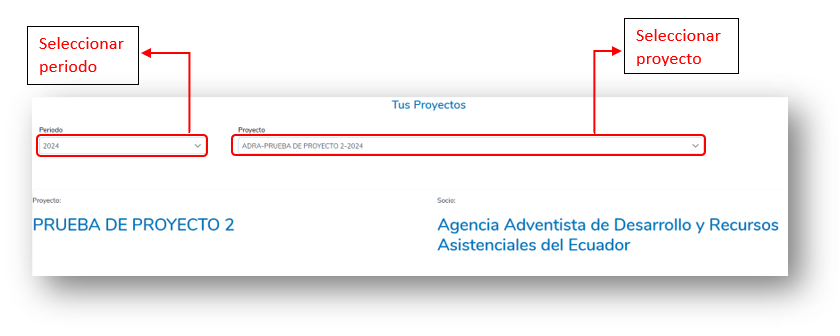 Seleccionar
periodo
Seleccionar
proyecto
Tus Proyectos
Periodo
Proyecto
2024
ADRA-PRUEBA DE PROYECTO 2-2024
Proyecto:
Socio:
PRUEBA DE PROYECTO 2
Agencia Adventista de Desarrollo y Recursos
Asistenciales del Ecuador